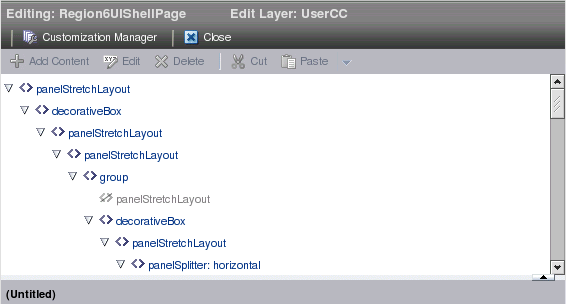 Editing: Region6UIShellPage Edit Layer: UserCC
Customization Manager Close
Add Content Edit Delete Cut Paste
panelStretchLayout
decorativeBox
panelStretchLayout
panelStretchLayout
group
panelStretchLayout
decorativeBox
panelStretchLayout
panelSplitter: horizontal
(Untitled)